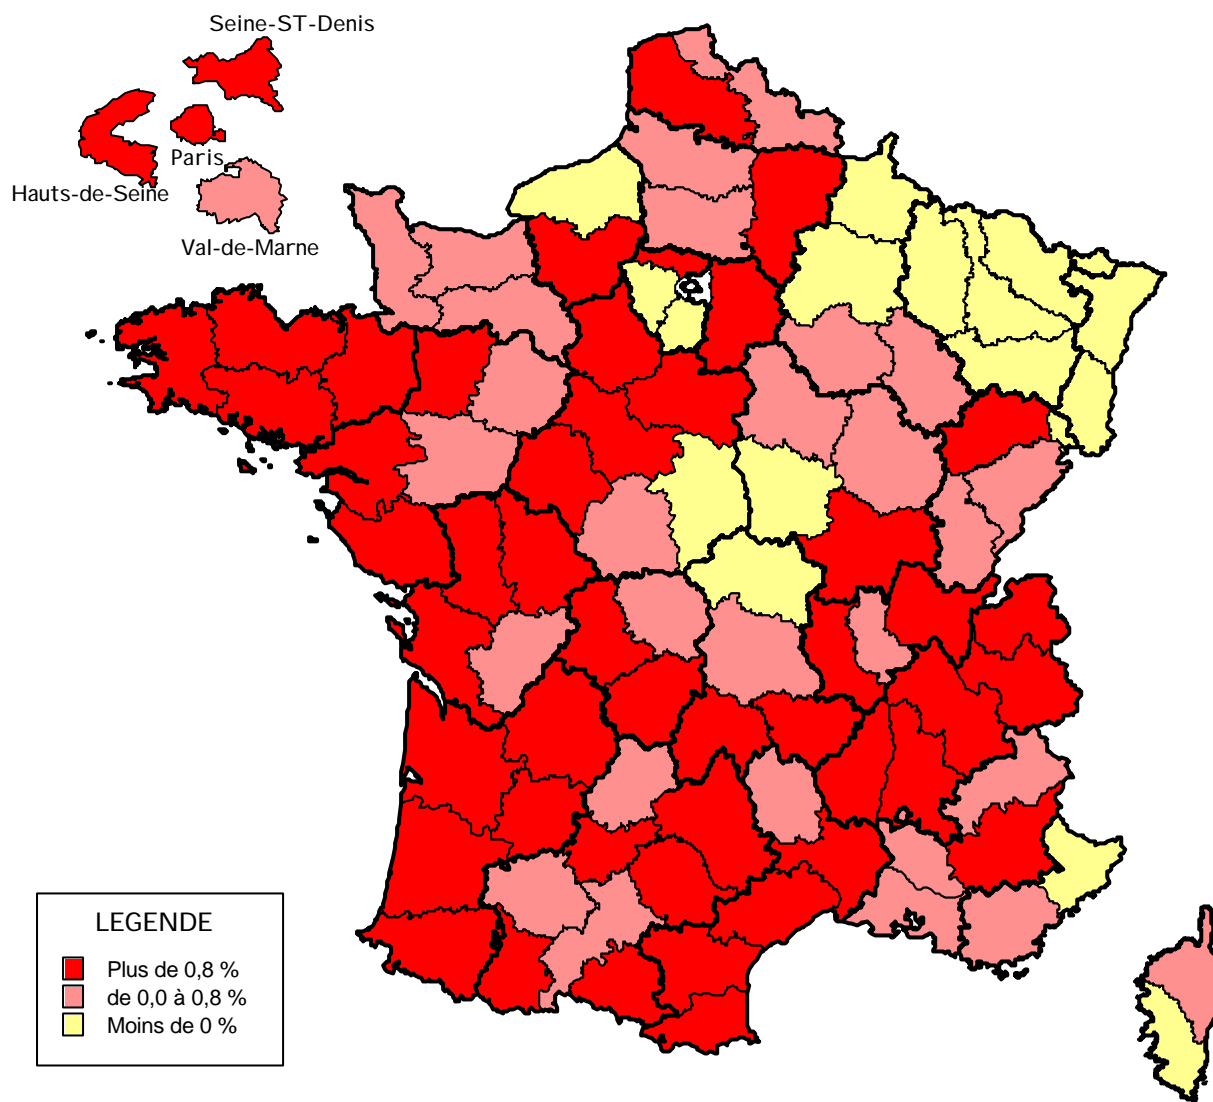 Seine-ST-Denis
Paris
Hauts-de-Seine
Val-de-Marne
LEGENDE
Plus de 0,8 %
de 0,0 à 0,8 %
Moins de 0 %